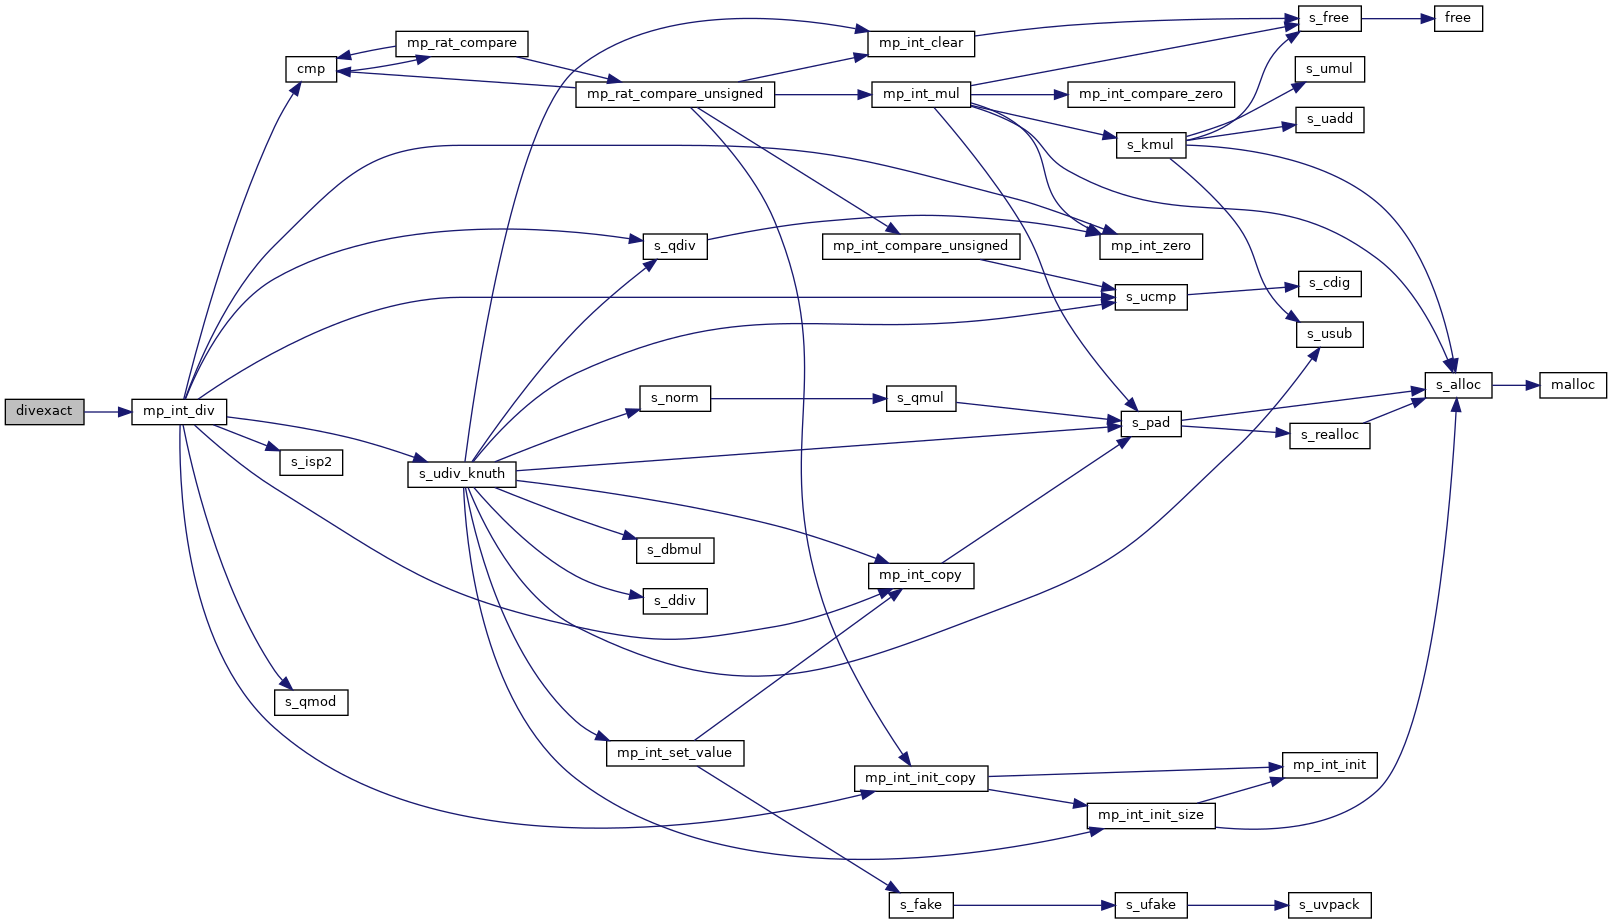 s_free
free
mp_rat_compare
mp_int_clear
cmp
s_umul
mp_rat_compare_unsigned
mp_int_mul
mp_int_compare_zero
s_uadd
s_kmul
s_qdiv
mp_int_compare_unsigned
mp_int_zero
s_cdig
s_ucmp
s_usub
s_alloc
malloc
s_norm
s_qmul
divexact
mp_int_div
s_pad
s_realloc
s_isp2
s_udiv_knuth
s_dbmul
mp_int_copy
s_ddiv
s_qmod
mp_int_set_value
mp_int_init
mp_int_init_copy
mp_int_init_size
s_fake
s_ufake
s_uvpack